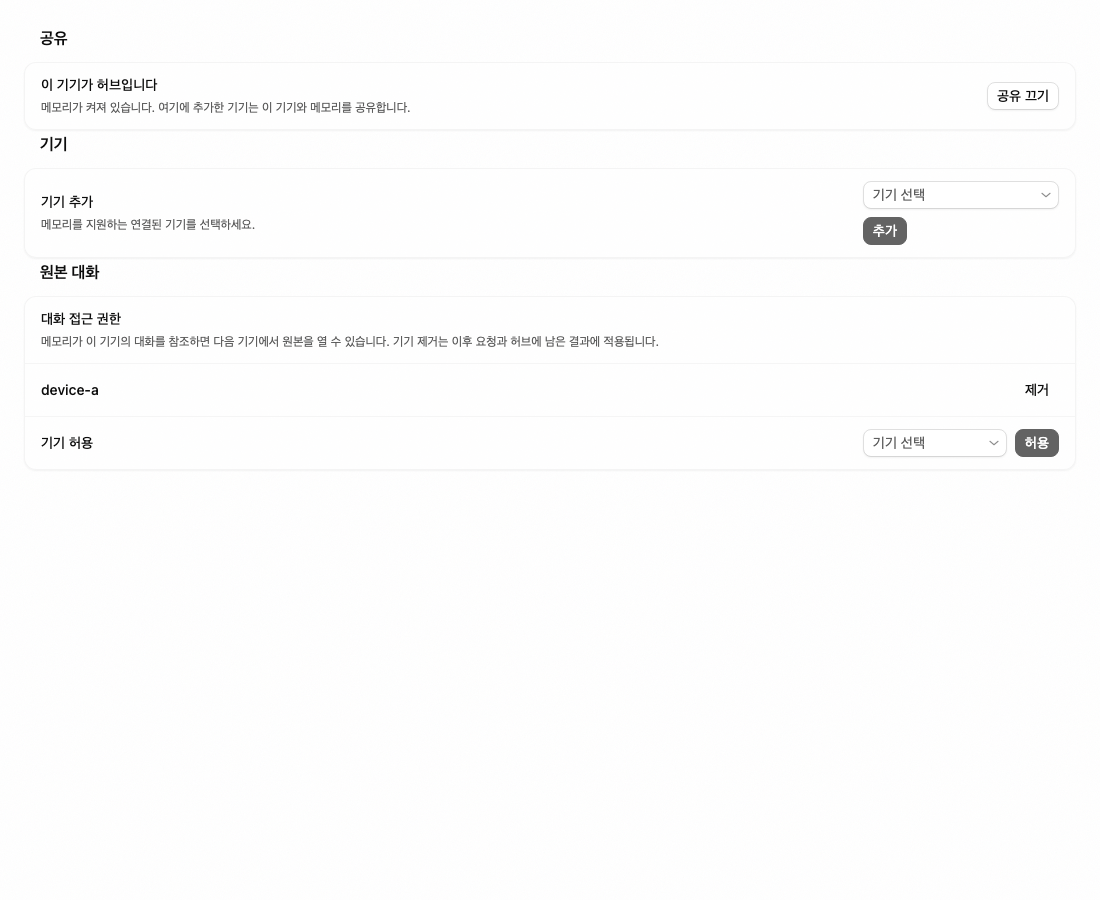 공유
이 기기가 허브입니다
메모리가 켜져 있습니다. 여기에 추가한 기기는 이 기기와 메모리를 공유합니다.
공유 끄기
기기
기기 추가
메모리를 지원하는 연결된 기기를 선택하세요.
기기 선택
추가
원본 대화
대화 접근 권한
메모리가 이 기기의 대화를 참조하면 다음 기기에서 원본을 열 수 있습니다. 기기 제거는 이후 요청과 허브에 남은 결과에 적용됩니다.
device-a
제거
기기 허용
기기 선택
허용